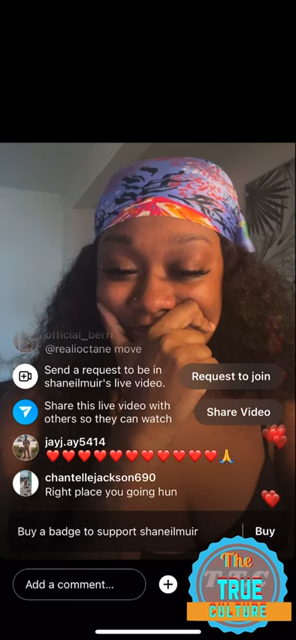 official_bern
@realioctane move
Send a request to be in
shaneilmuir's live video.
Request to join
Share this live video with
others so they can watch
Share Video
jayj.ay5414
❤️❤️❤️❤️❤️❤️❤️❤️❤️❤️❤️❤️🙏
chantellejackson690
Right place you going hun
Buy a badge to support shaneilmuir
Buy
Add a comment...
The
TRUE
CULTURE